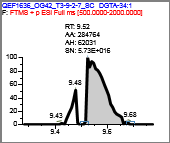 QEF1636_OG42_T3-9-2-7_SC DGTA-34:1
F: FTMS + p ESI Full ms [500.0000-2000.0000]
RT: 9.52
AA: 284764
AH: 62031
SN: 5.73E+016
100
80
60
40
20
0
9.43
9.48
9.68
9.4
9.6